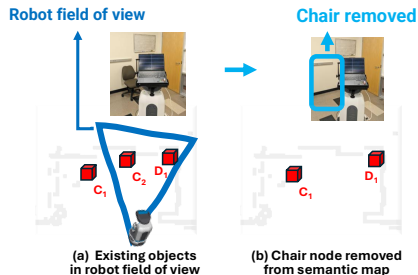 Robot field of view
Chair removed
C1
C2
D1
C1
D1
(a) Existing objects
in robot field of view
(b) Chair node removed
from semantic map